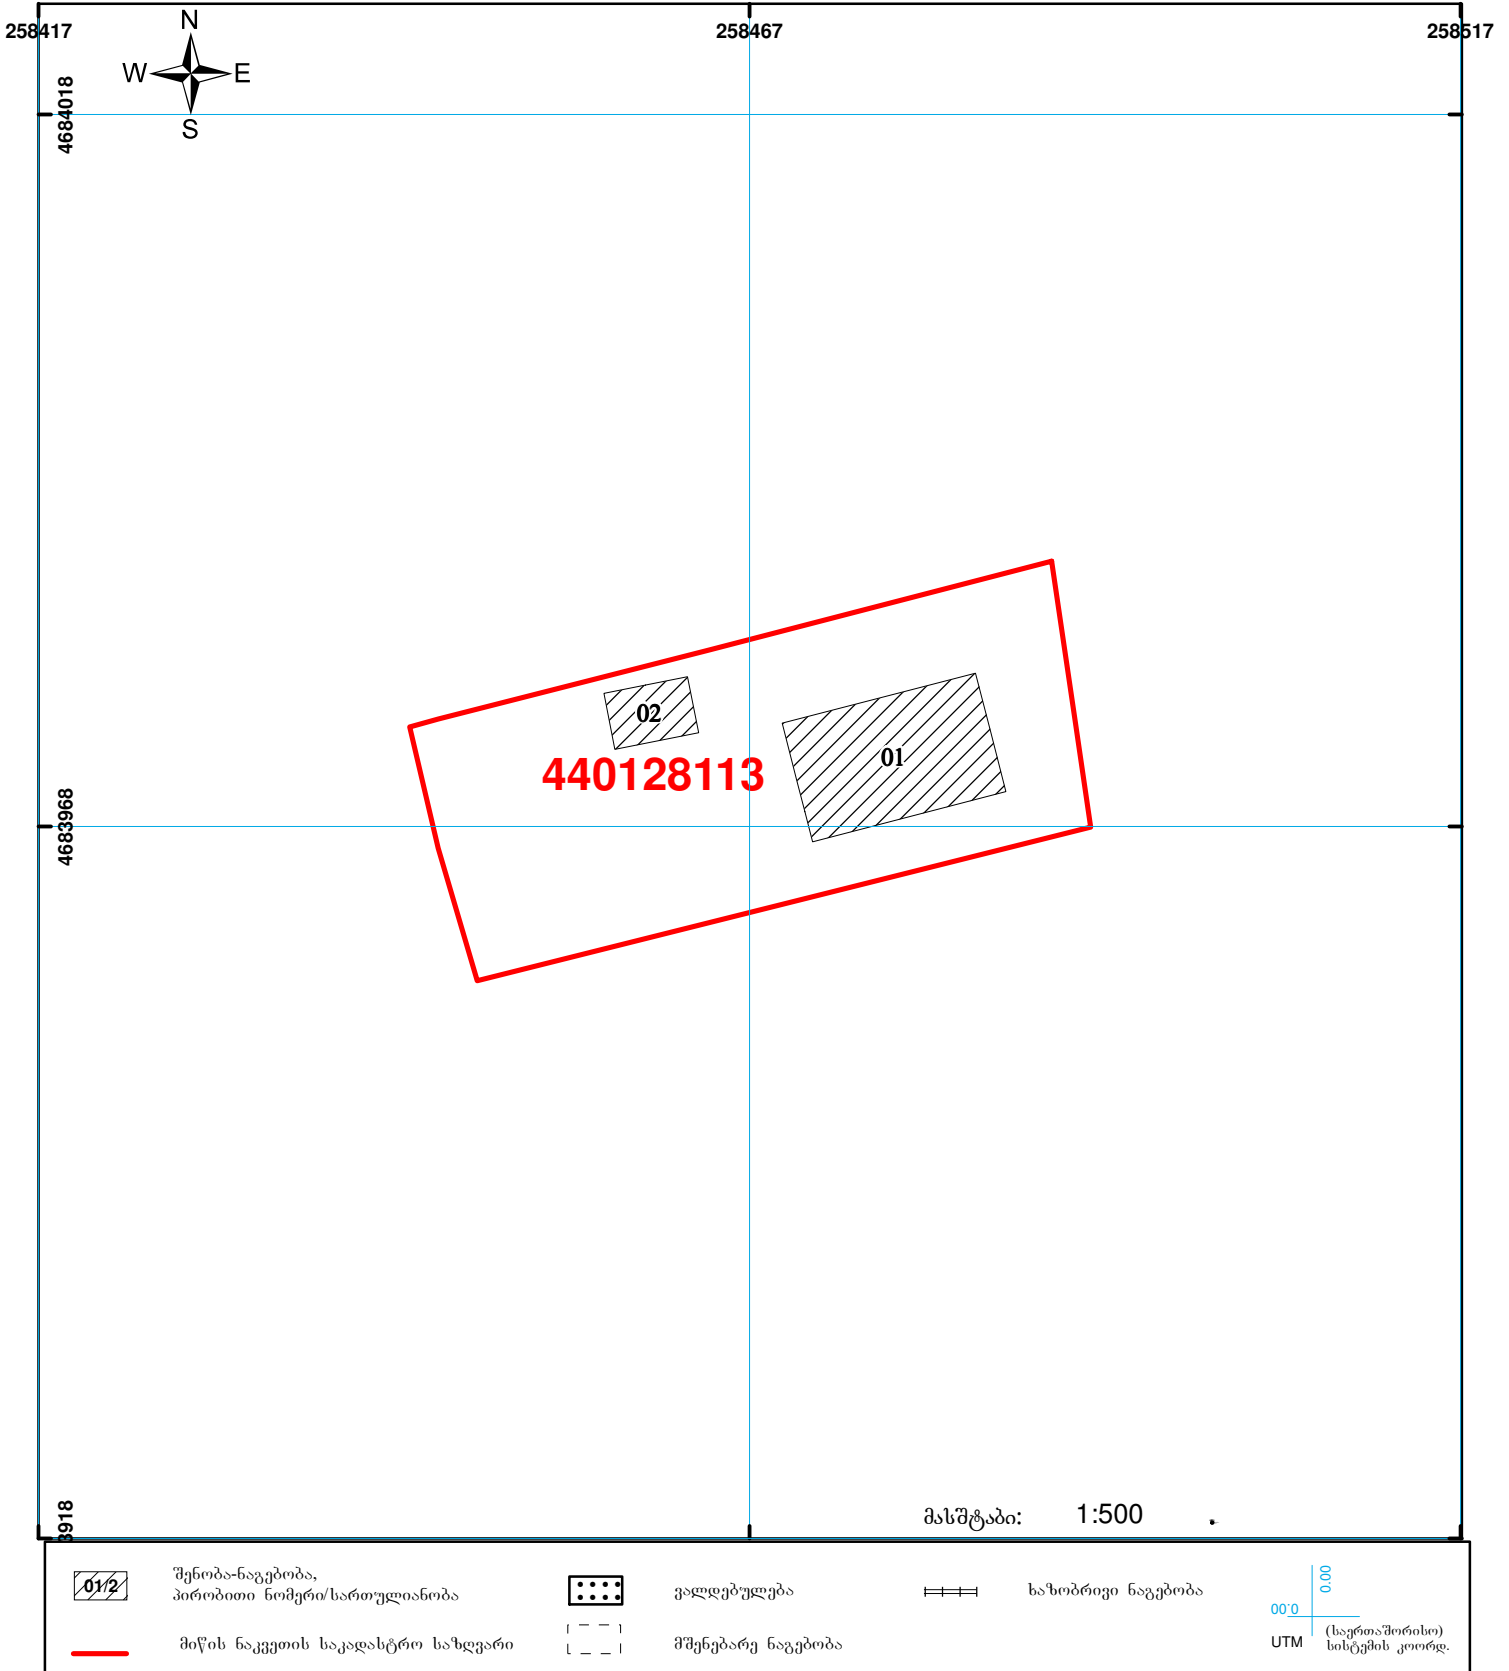 258417
258467
258517
N
W E
S
4684018
02
01
440128113
4683968
3918
მასშტაბი: 1:500
01/2
შენობა-ნაგებობა,
პირობითი ნომერი/სართულიანობა
ვალდებულება
ხაზობრივი ნაგებობა
0.00
00.0
მიწის ნაკვეთის საკადასტრო საზღვარი
მშენებარე ნაგებობა
UTM
(საერთაშორისო)
სისტემის კოორდ.